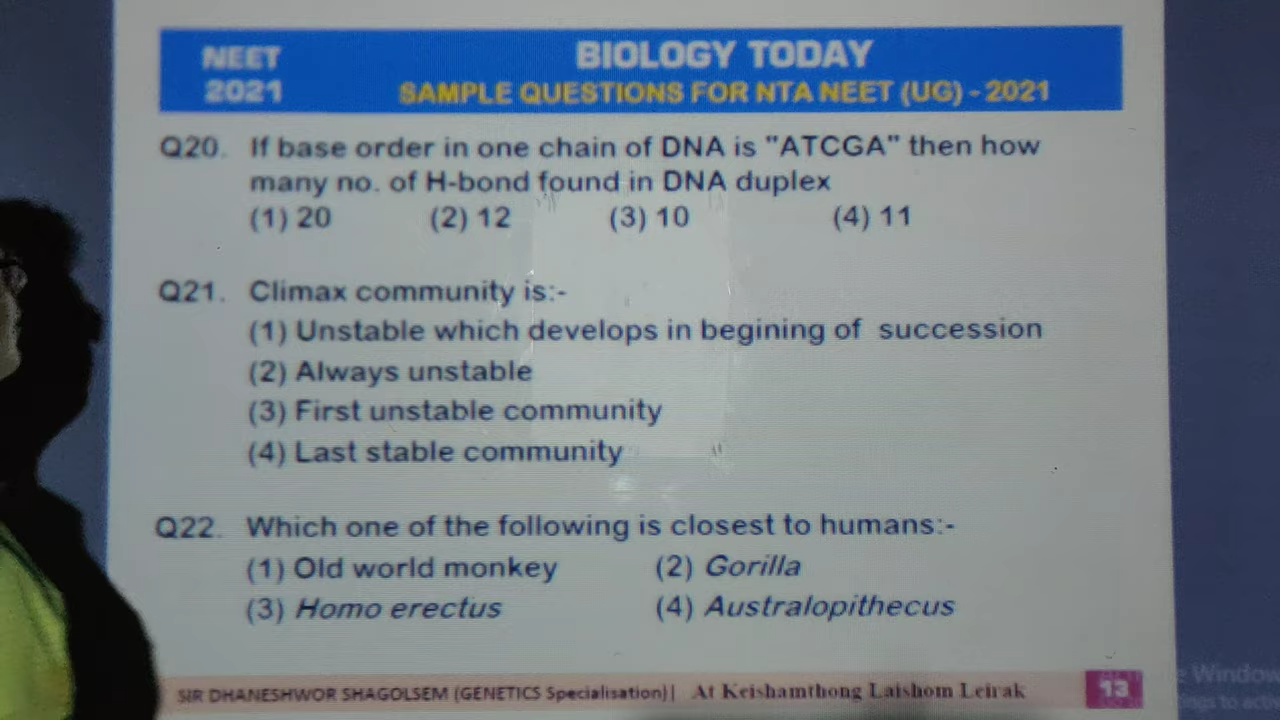 NEET
2021
BIOLOGY TODAY
SAMPLE QUESTIONS FOR NTA NEET (UG) - 2021
Q20. If base order in one chain of DNA is "ATCGA" then how
many no. of H-bond found in DNA duplex
(1) 20 (2) 12 (3) 10 (4) 11
Q21. Climax community is:-
(1) Unstable which develops in begining of succession
(2) Always unstable
(3) First unstable community
(4) Last stable community
Q22. Which one of the following is closest to humans:-
(1) Old world monkey (2) Gorilla
(3) Homo erectus (4) Australopithecus
SIR DHANESHWOR SHAGOLSEM (GENETICS Specialisation)| At Keishamthong Laishom Leirak 13
Window